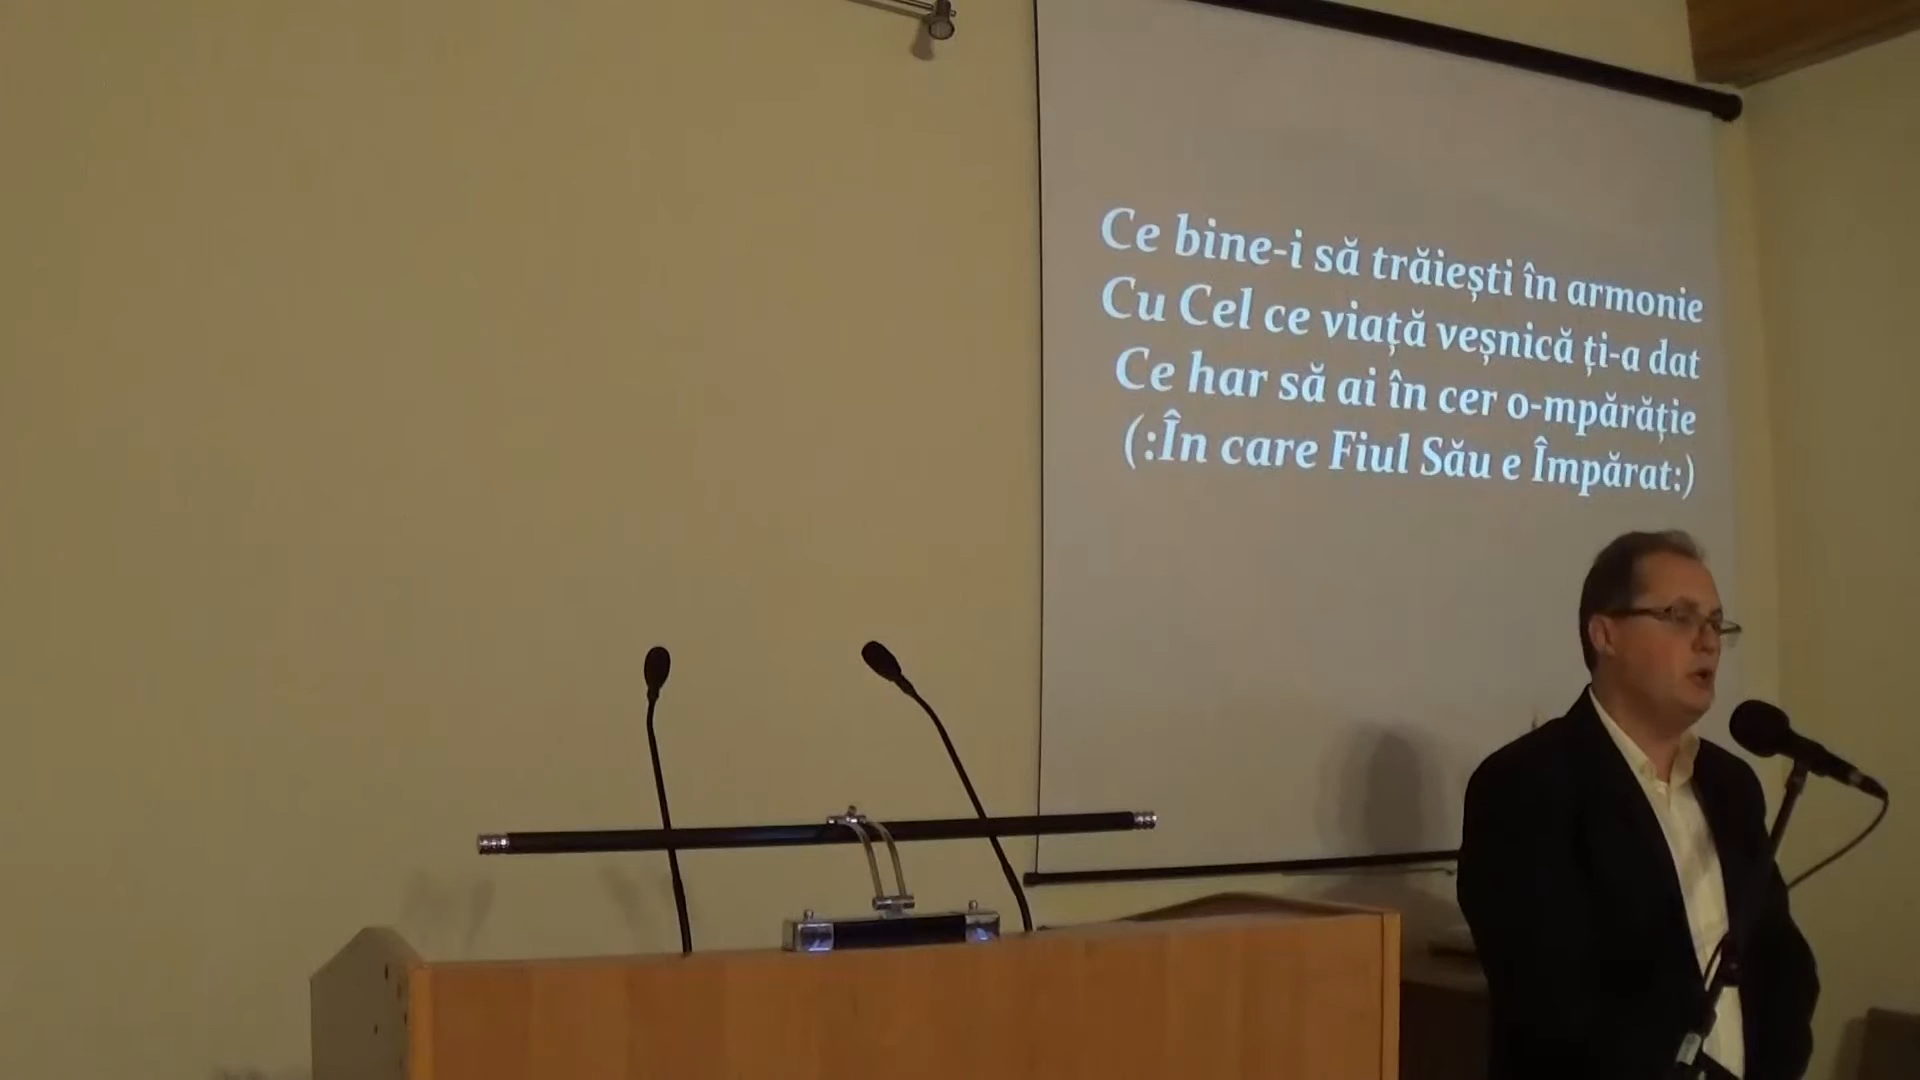 Ce bine-i să trăiești în armonie
Cu Cel ce viață veșnică ți-a dat
Ce har să ai în cer o-mpărăție
(:În care Fiul Său e Împărat:)